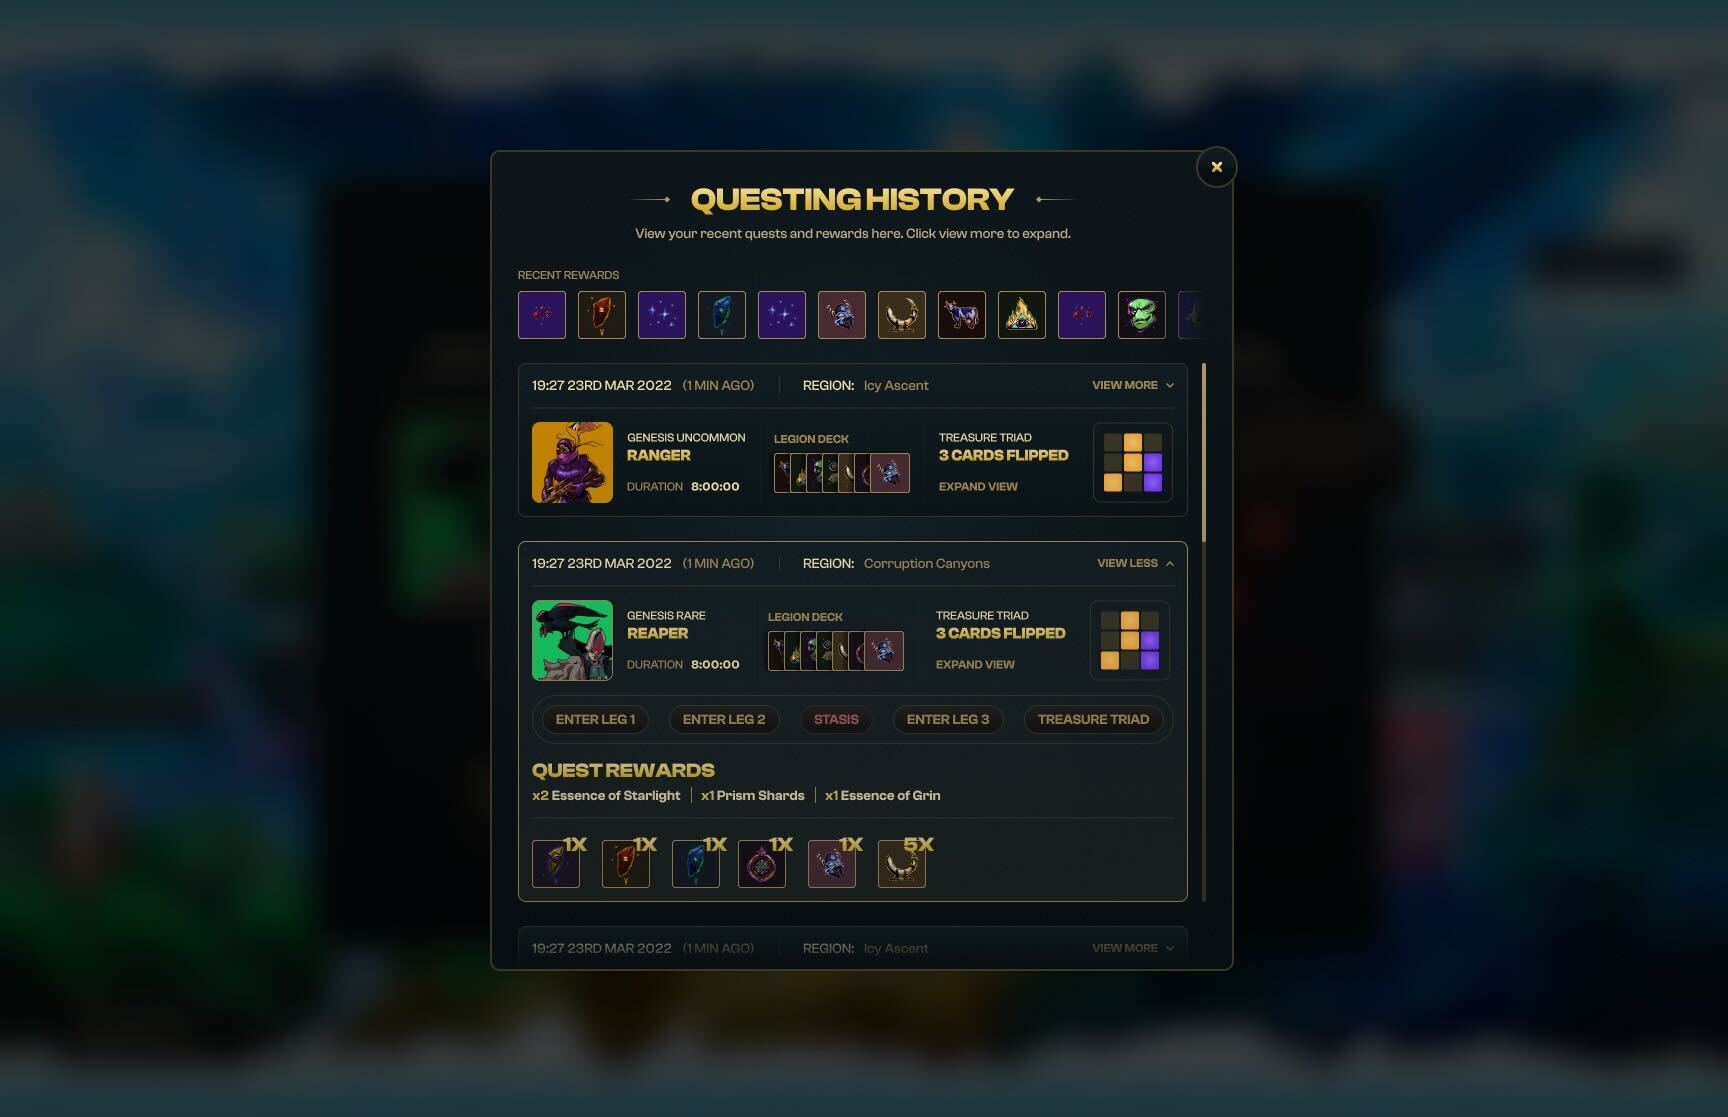 QUESTING HISTORY
View your recent quests and rewards here. Click view more to expand.
RECENT REWARDS
19:27 23RD MAR 2022 (1 MIN AGO) REGION: Icy Ascent VIEW MORE
GENESIS UNCOMMON
RANGER
DURATION 8:00:00
LEGION DECK
TREASURE TRIAD
3 CARDS FLIPPED
EXPAND VIEW
19:27 23RD MAR 2022 (1 MIN AGO) REGION: Corruption Canyons VIEW LESS
GENESIS RARE
REAPER
DURATION 8:00:00
LEGION DECK
TREASURE TRIAD
3 CARDS FLIPPED
EXPAND VIEW
ENTER LEG 1 ENTER LEG 2 STASIS ENTER LEG 3 TREASURE TRIAD
QUEST REWARDS
x2 Essence of Starlight x1 Prism Shards x1 Essence of Grin
1X 1X 1X 1X 1X 5X
19:27 23RD MAR 2022 (1 MIN AGO) REGION: Icy Ascent VIEW MORE